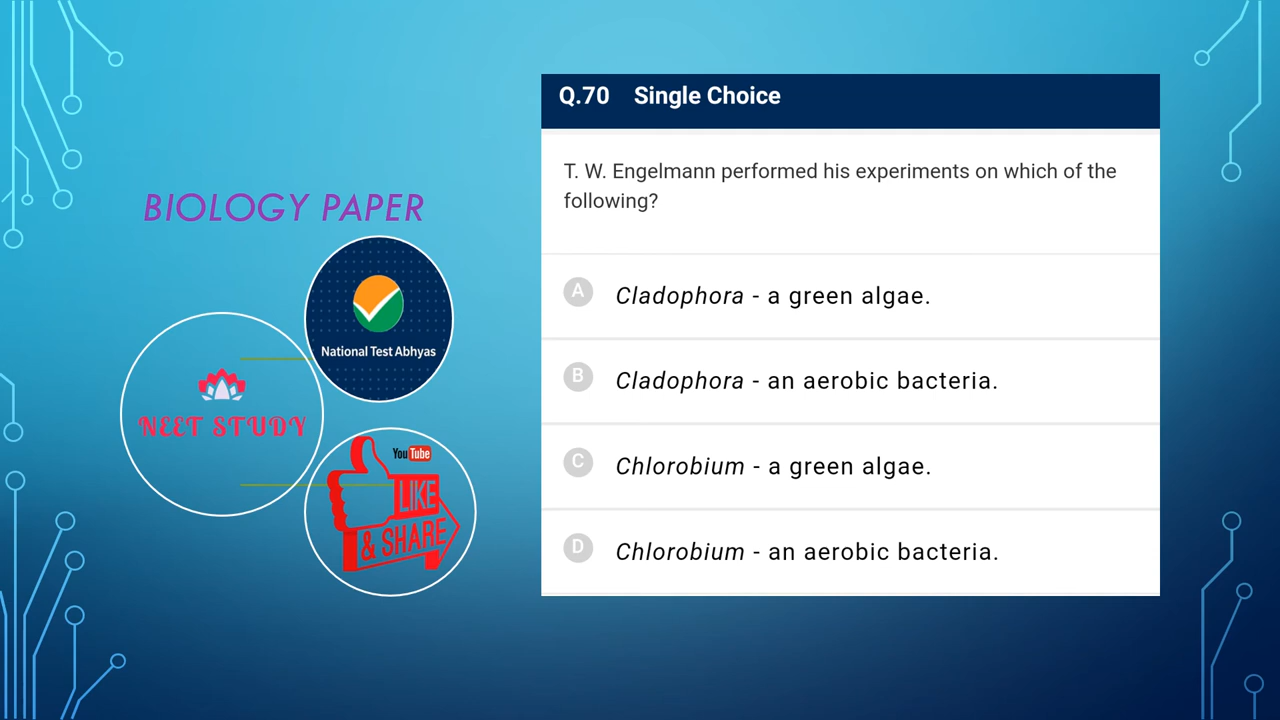 BIOLOGY PAPER
National Test Abhyas
NEET STUDY
YouTube
LIKE
& SHARE
Q.70 Single Choice
T. W. Engelmann performed his experiments on which of the
following?
A Cladophora - a green algae.
B Cladophora - an aerobic bacteria.
C Chlorobium - a green algae.
D Chlorobium - an aerobic bacteria.